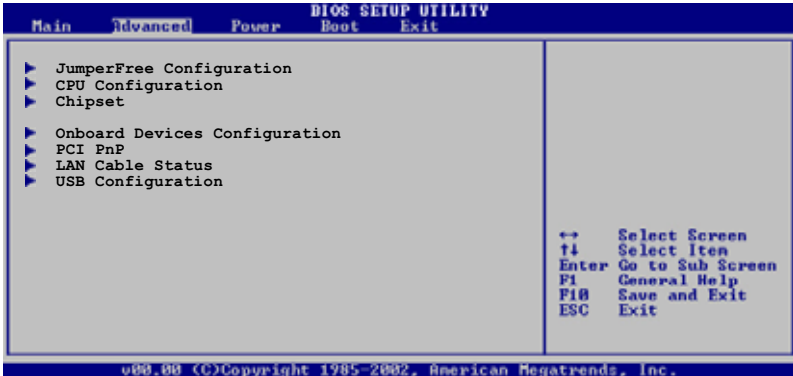 BIOS SETUP UTILITY
Main Advanced Power Boot Exit
JumperFree Configuration
CPU Configuration
Chipset
Onboard Devices Configuration
PCI PnP
LAN Cable Status
USB Configuration
↔ Select Screen
↑↓ Select Item
Enter Go to Sub Screen
F1 General Help
F10 Save and Exit
ESC Exit
v00.00 (C)Copyright 1985-2002, American Megatrends, Inc.